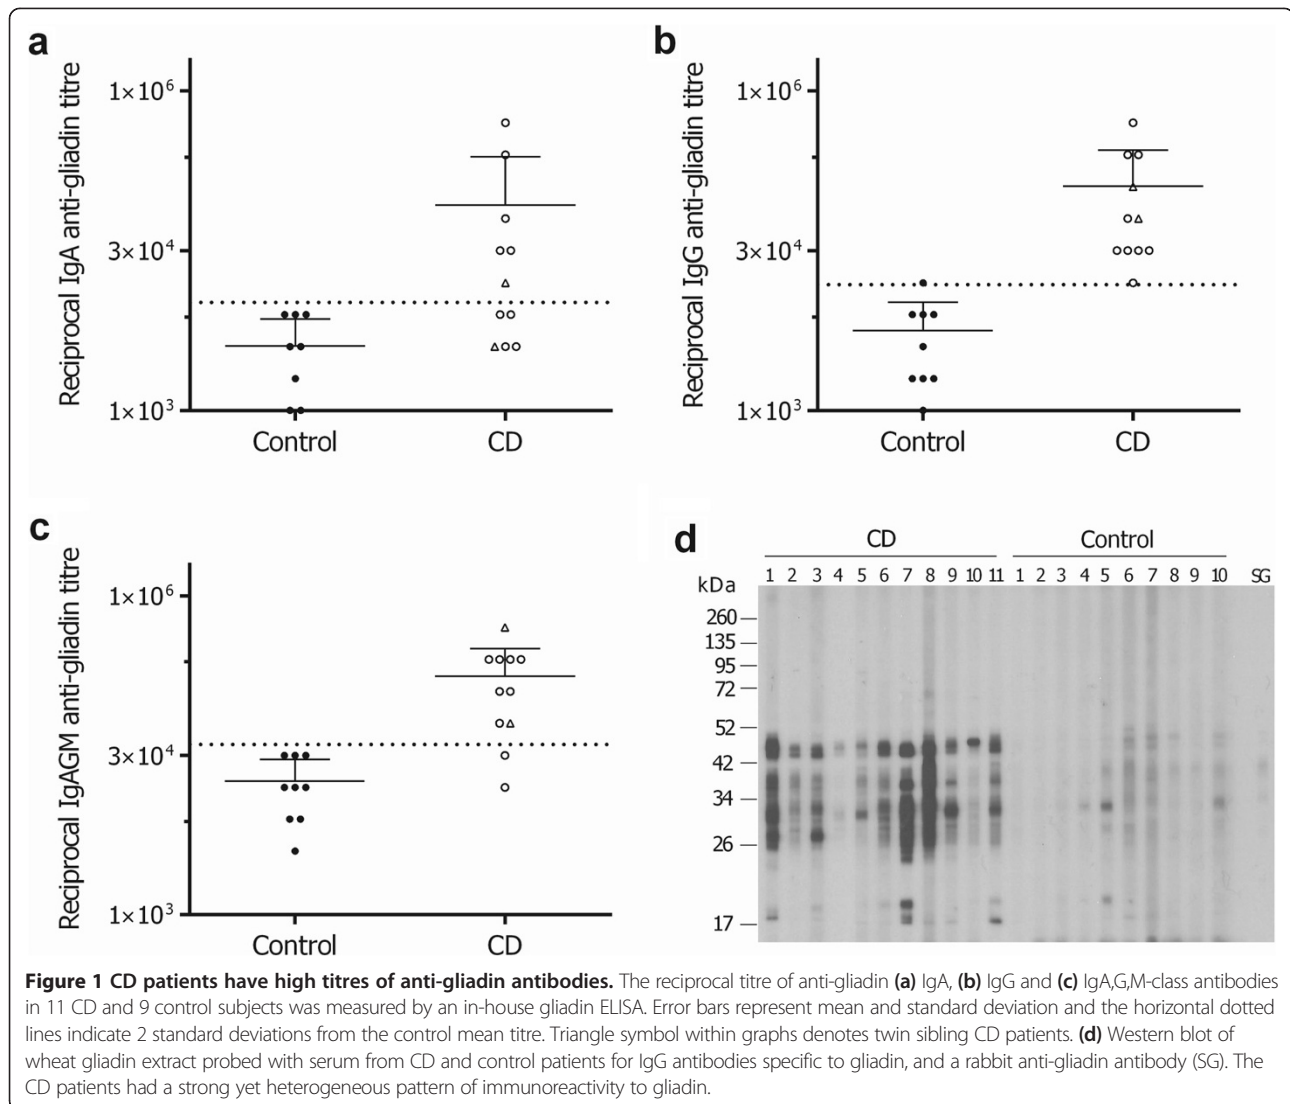 a
Reciprocal IgA anti-gliadin titre
1×10⁶
3×10⁴
1×10³
Control CD
b
Reciprocal IgG anti-gliadin titre
1×10⁶
3×10⁴
1×10³
Control CD
c
Reciprocal IgAGM anti-gliadin titre
1×10⁶
3×10⁴
1×10³
Control CD
d
CD Control
kDa 1 2 3 4 5 6 7 8 9 10 11 1 2 3 4 5 6 7 8 9 10 SG
260
135
95
72
52
42
34
26
17
Figure 1 CD patients have high titres of anti-gliadin antibodies. The reciprocal titre of anti-gliadin (a) IgA, (b) IgG and (c) IgA,G,M-class antibodies
in 11 CD and 9 control subjects was measured by an in-house gliadin ELISA. Error bars represent mean and standard deviation and the horizontal dotted
lines indicate 2 standard deviations from the control mean titre. Triangle symbol within graphs denotes twin sibling CD patients. (d) Western blot of
wheat gliadin extract probed with serum from CD and control patients for IgG antibodies specific to gliadin, and a rabbit anti-gliadin antibody (SG). The
CD patients had a strong yet heterogeneous pattern of immunoreactivity to gliadin.